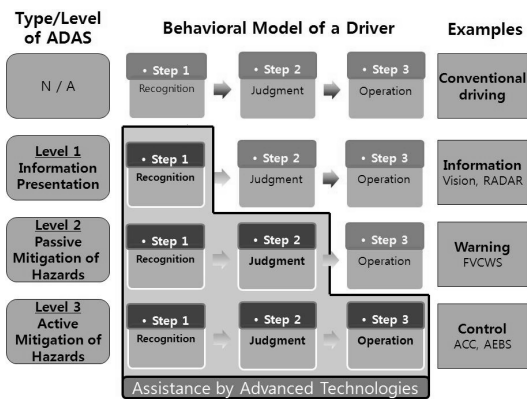 Type/Level
of ADAS
Behavioral Model of a Driver
Examples
N / A
• Step 1
Recognition
• Step 2
Judgment
• Step 3
Operation
Conventional
driving
Level 1
Information
Presentation
• Step 1
Recognition
• Step 2
Judgment
• Step 3
Operation
Information
Vision, RADAR
Level 2
Passive
Mitigation of
Hazards
• Step 1
Recognition
• Step 2
Judgment
• Step 3
Operation
Warning
FVCWS
Level 3
Active
Mitigation of
Hazards
• Step 1
Recognition
• Step 2
Judgment
• Step 3
Operation
Control
ACC, AEBS
Assistance by Advanced Technologies